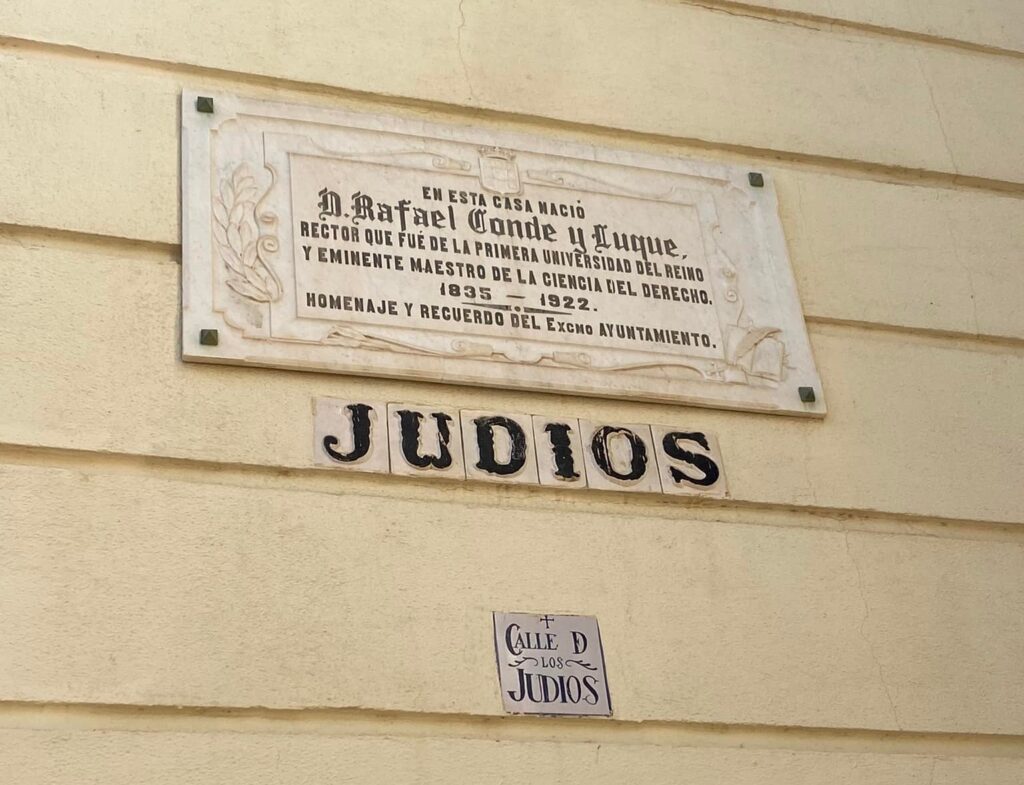 EN ESTA CASA NACIÓ
D. Rafael Conde y Luque,
RECTOR QUE FUÉ DE LA PRIMERA UNIVERSIDAD DEL REINO
Y EMINENTE MAESTRO DE LA CIENCIA DEL DERECHO.
1835 — 1922.
HOMENAJE Y RECUERDO DEL EXCMO AYUNTAMIENTO.
JUDIOS
CALLE D
LOS
JUDIOS